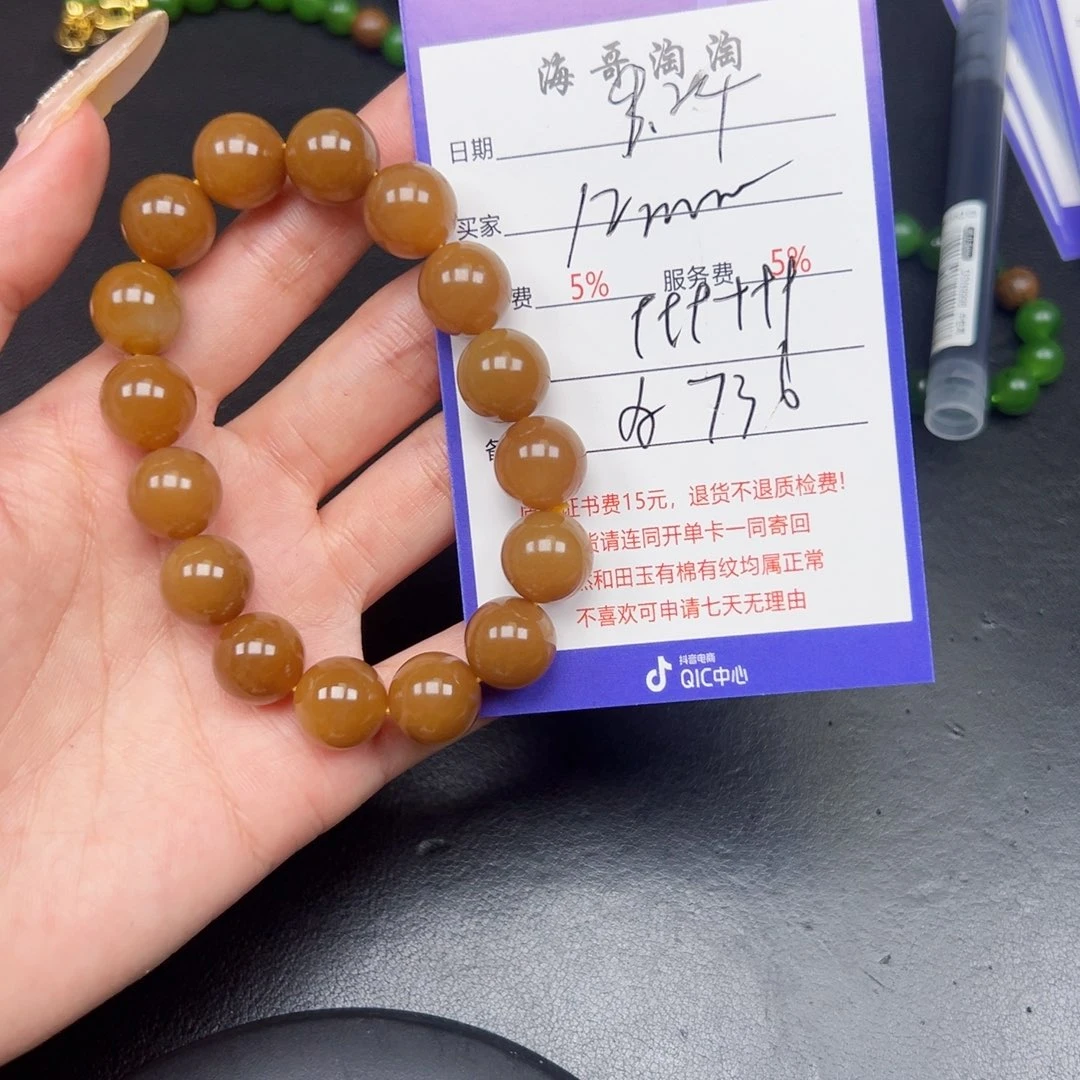 海哥淘淘
日期 8.24
买家 12mm
费 5% 服务费 5%
736
证书费15元，退货不退质检费!
货请连同开单卡一同寄回
和田玉有棉有纹均属正常
不喜欢可申请七天无理由
抖音电商
QIC中心